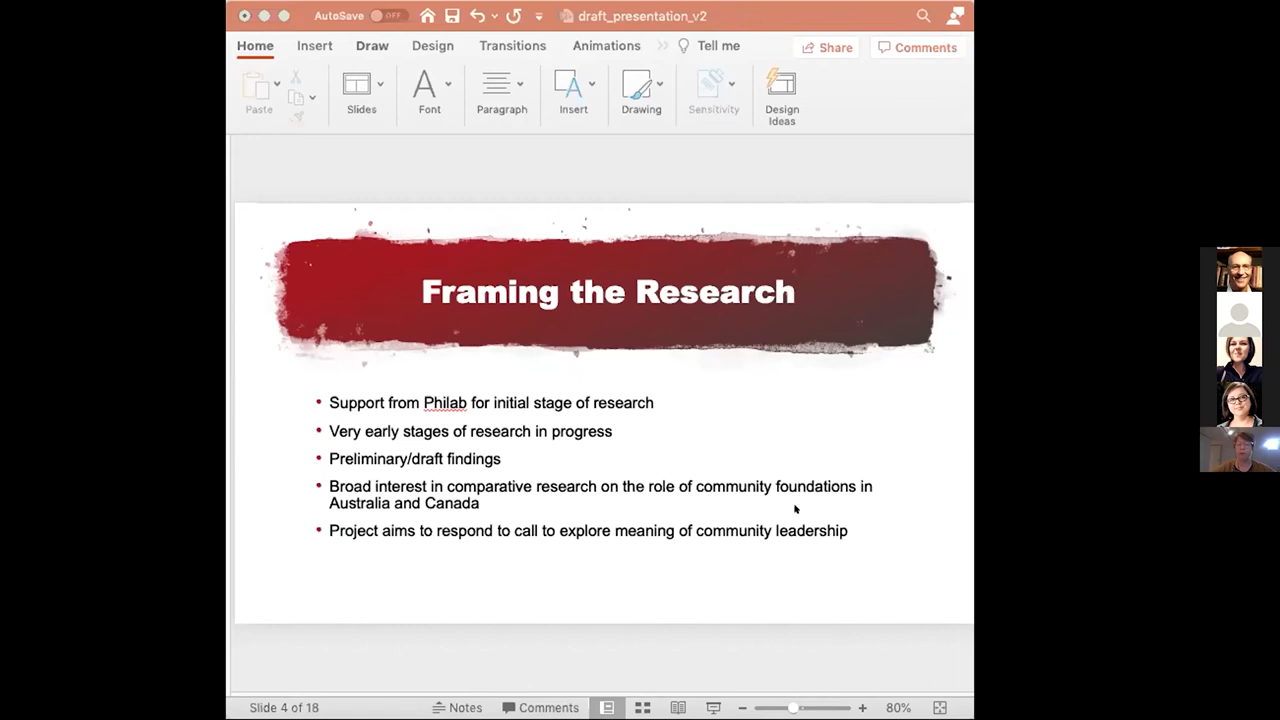 AutoSave OFF draft_presentation_v2
Home Insert Draw Design Transitions Animations Tell me Share Comments
Paste Slides Font Paragraph Insert Drawing Sensitivity Design
Ideas
Framing the Research
• Support from Philab for initial stage of research
• Very early stages of research in progress
• Preliminary/draft findings
• Broad interest in comparative research on the role of community foundations in
Australia and Canada
• Project aims to respond to call to explore meaning of community leadership
Slide 4 of 18 Notes Comments 80%